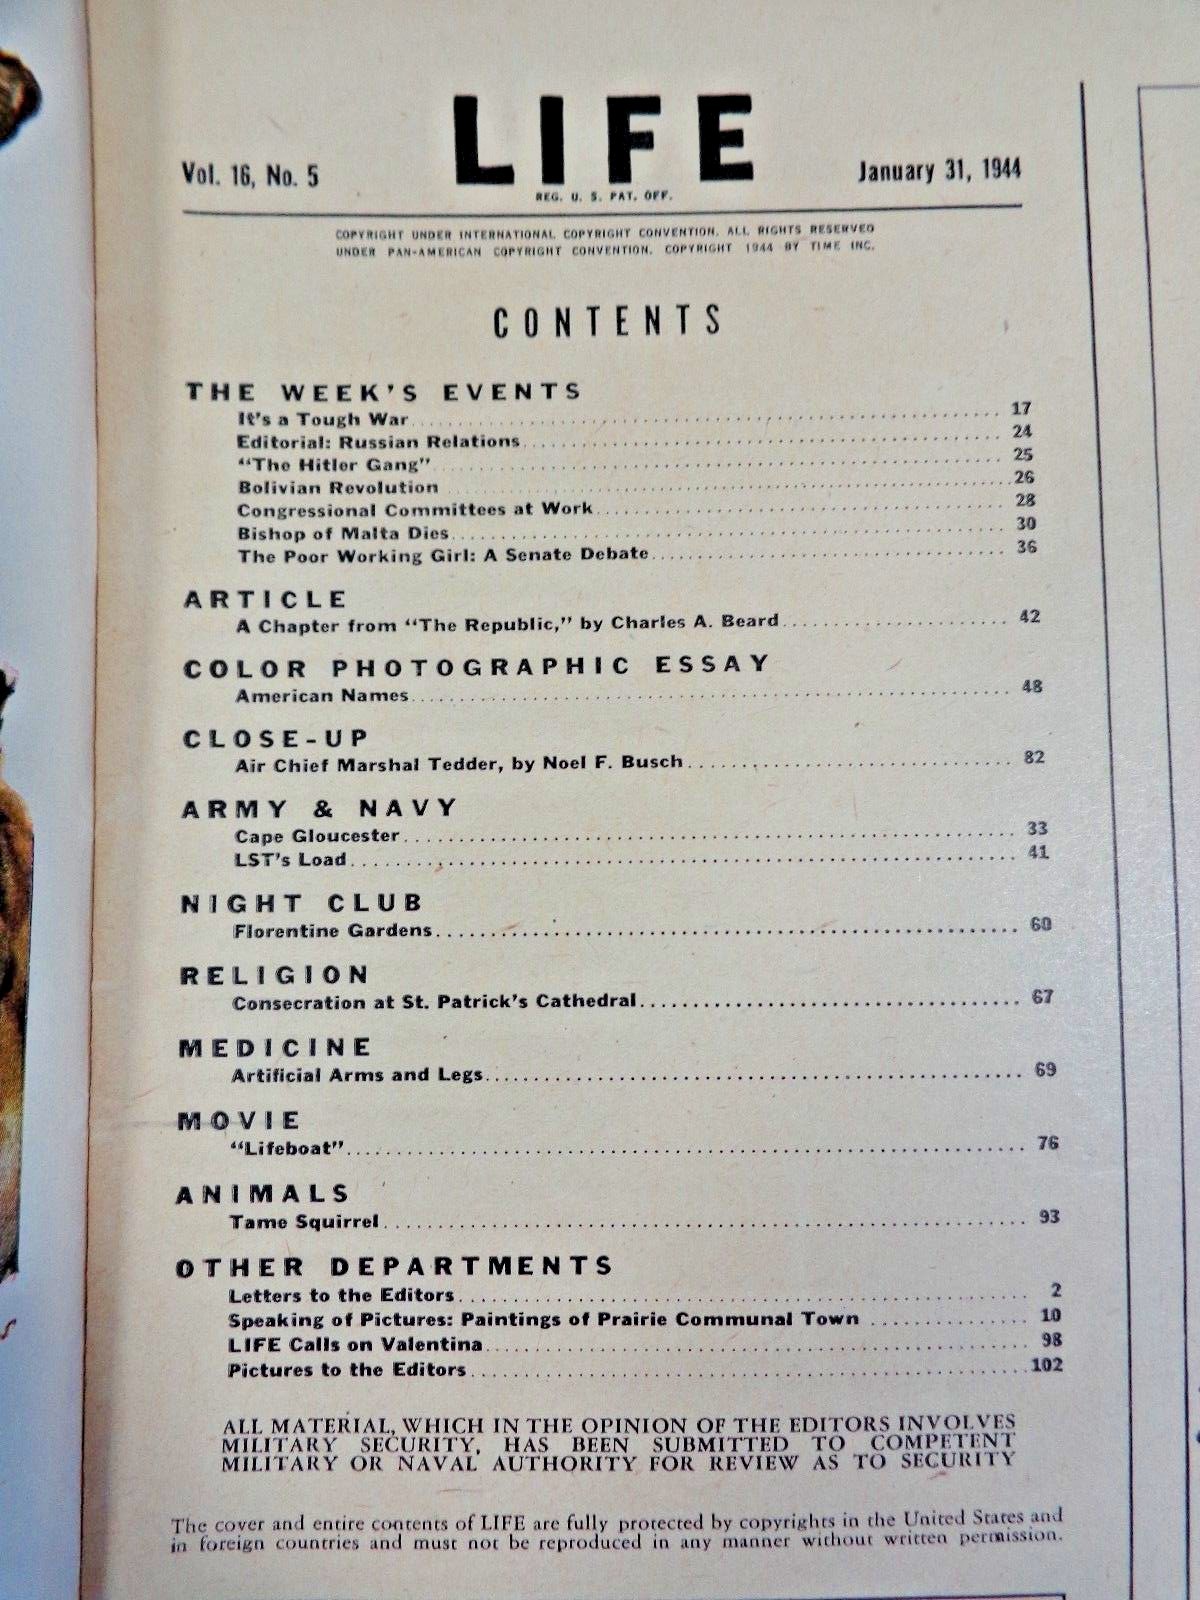 LIFE
Vol. 16, No. 5
January 31, 1944
REG. U. S. PAT. OFF.
COPYRIGHT UNDER INTERNATIONAL COPYRIGHT CONVENTION. ALL RIGHTS RESERVED
UNDER PAN-AMERICAN COPYRIGHT CONVENTION. COPYRIGHT 1944 BY TIME INC.
CONTENTS
THE WEEK'S EVENTS
It's a Tough War 17
Editorial: Russian Relations 24
"The Hitler Gang" 25
Bolivian Revolution 26
Congressional Committees at Work 28
Bishop of Malta Dies 30
The Poor Working Girl: A Senate Debate 36
ARTICLE
A Chapter from "The Republic," by Charles A. Beard 42
COLOR PHOTOGRAPHIC ESSAY
American Names 48
CLOSE-UP
Air Chief Marshal Tedder, by Noel F. Busch 82
ARMY & NAVY
Cape Gloucester 33
LST's Load 41
NIGHT CLUB
Florentine Gardens 60
RELIGION
Consecration at St. Patrick's Cathedral 67
MEDICINE
Artificial Arms and Legs 69
MOVIE
"Lifeboat" 76
ANIMALS
Tame Squirrel 93
OTHER DEPARTMENTS
Letters to the Editors 2
Speaking of Pictures: Paintings of Prairie Communal Town 10
LIFE Calls on Valentina 98
Pictures to the Editors 102
ALL MATERIAL, WHICH IN THE OPINION OF THE EDITORS INVOLVES
MILITARY SECURITY, HAS BEEN SUBMITTED TO COMPETENT
MILITARY OR NAVAL AUTHORITY FOR REVIEW AS TO SECURITY
The cover and entire contents of LIFE are fully protected by copyrights in the United States and
in foreign countries and must not be reproduced in any manner without written permission.